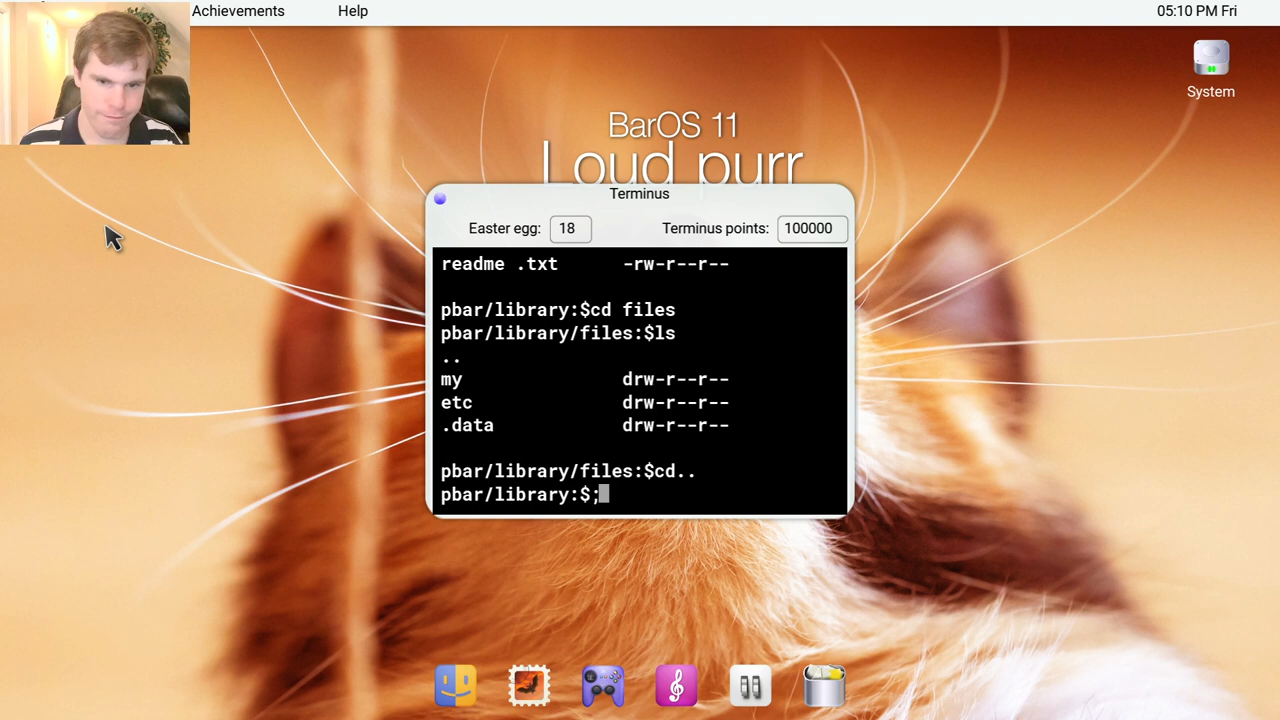 Achievements Help 05:10 PM Fri
System
BarOS 11
Loud purr
Terminus
Easter egg: 18 Terminus points: 100000
readme .txt -rw-r--r--
pbar/library:$cd files
pbar/library/files:$ls
..
my drw-r--r--
etc drw-r--r--
.data drw-r--r--
pbar/library/files:$cd..
pbar/library:$;